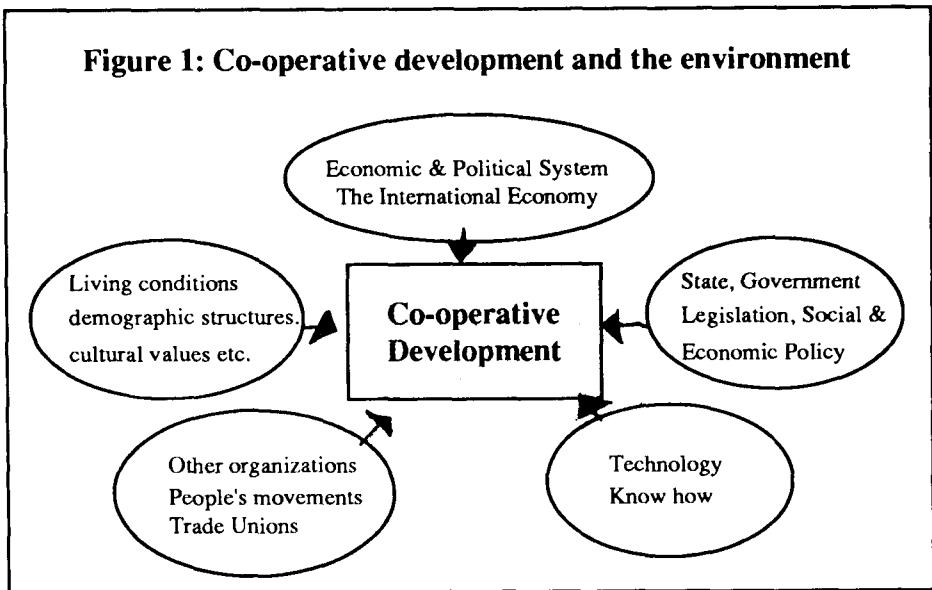 Figure 1: Co-operative development and the environment
Economic & Political System
The International Economy
Living conditions
demographic structures.
cultural values etc.
Co-operative
Development
State, Government
Legislation, Social &
Economic Policy
Other organizations
People's movements
Trade Unions
Technology
Know how